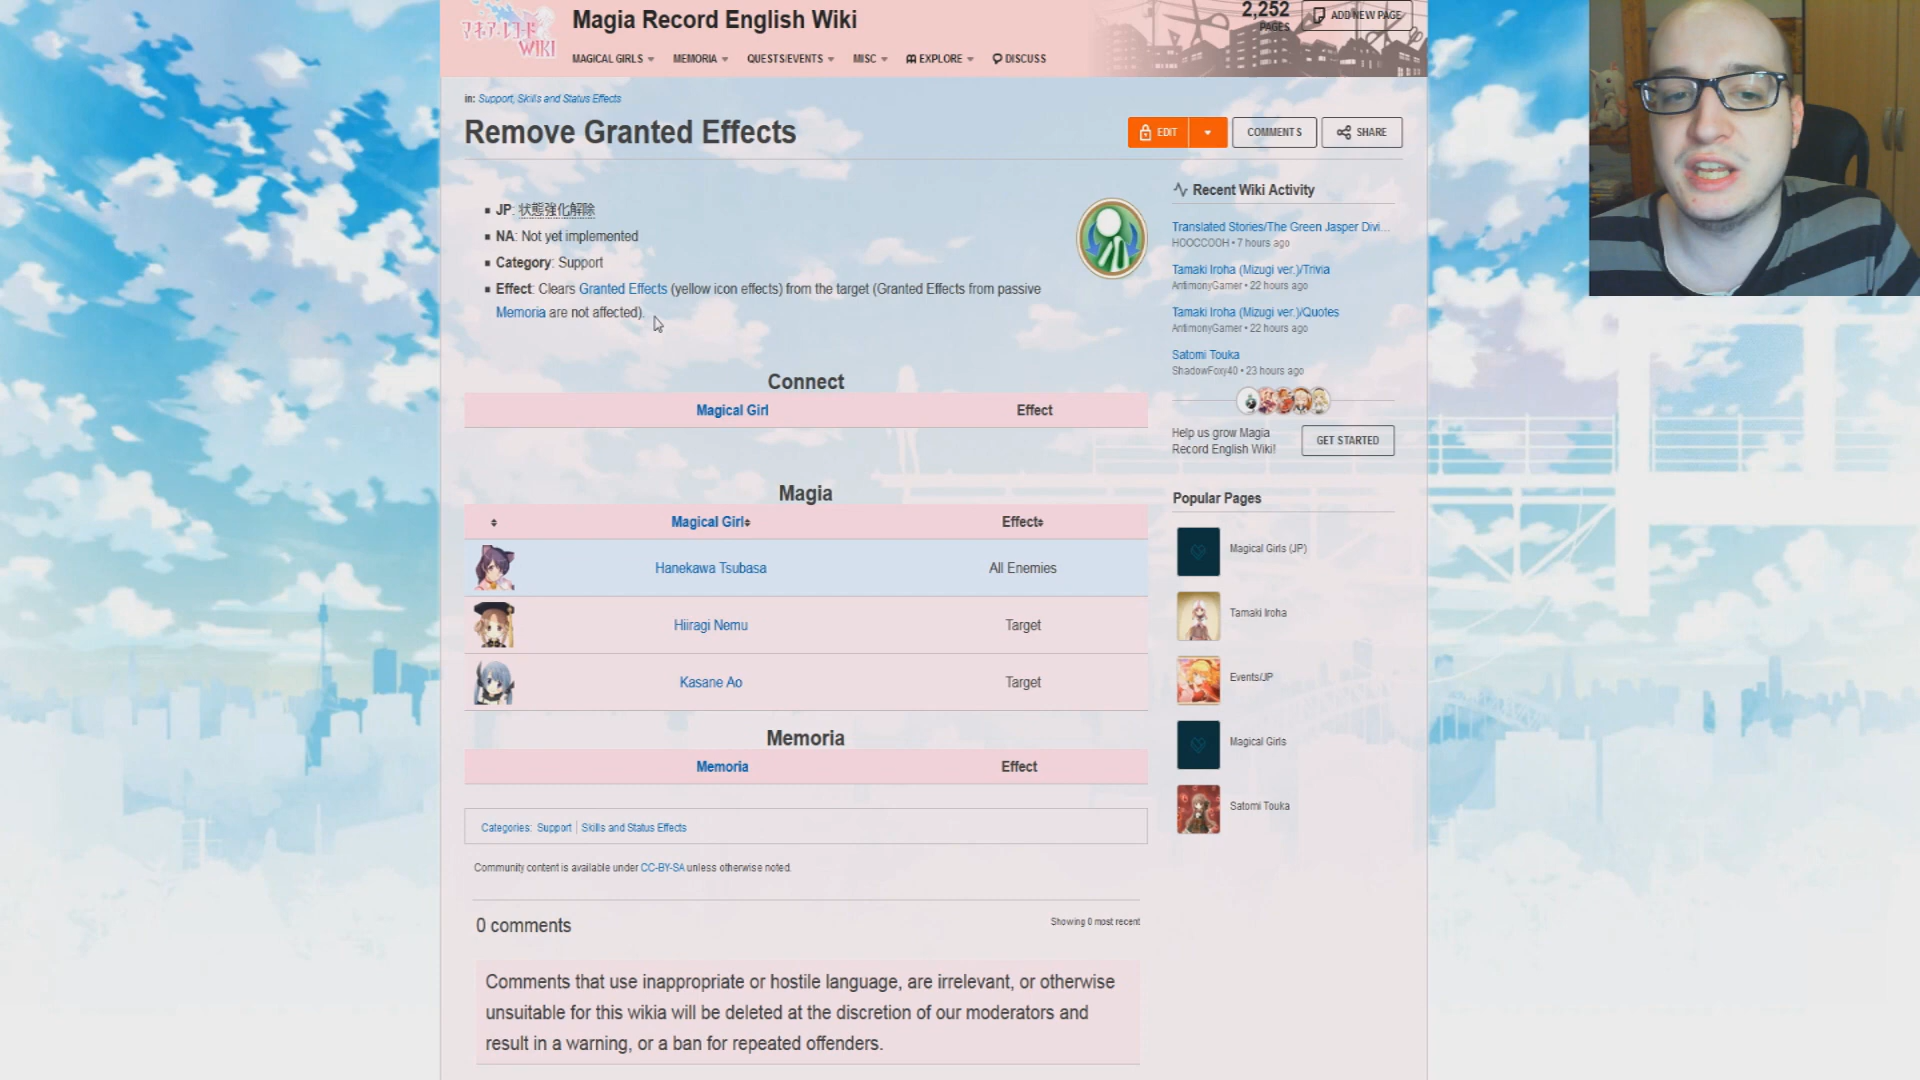 マギア・レコード
WIKI
Magia Record English Wiki
2,252
PAGES
ADD NEW PAGE
MAGICAL GIRLS
MEMORIA
QUESTS/EVENTS
MISC
EXPLORE
DISCUSS
in: Support, Skills and Status Effects
Remove Granted Effects
EDIT
COMMENTS
SHARE
JP: 状態強化解除
NA: Not yet implemented
Category: Support
Effect: Clears Granted Effects (yellow icon effects) from the target (Granted Effects from passive
Memoria are not affected).
Connect
Magical Girl Effect
Magia
Magical Girl Effect
Hanekawa Tsubasa All Enemies
Hiiragi Nemu Target
Kasane Ao Target
Memoria
Memoria Effect
Categories: Support Skills and Status Effects
Community content is available under CC-BY-SA unless otherwise noted.
0 comments
Showing 0 most recent
Comments that use inappropriate or hostile language, are irrelevant, or otherwise
unsuitable for this wikia will be deleted at the discretion of our moderators and
result in a warning, or a ban for repeated offenders.
Recent Wiki Activity
Translated Stories/The Green Jasper Divi...
HOOCCOOH • 7 hours ago
Tamaki Iroha (Mizugi ver.)/Trivia
AntimonyGamer • 22 hours ago
Tamaki Iroha (Mizugi ver.)/Quotes
AntimonyGamer • 22 hours ago
Satomi Touka
ShadowFoxy40 • 23 hours ago
Help us grow Magia
Record English Wiki!
GET STARTED
Popular Pages
Magical Girls (JP)
Tamaki Iroha
Events/JP
Magical Girls
Satomi Touka